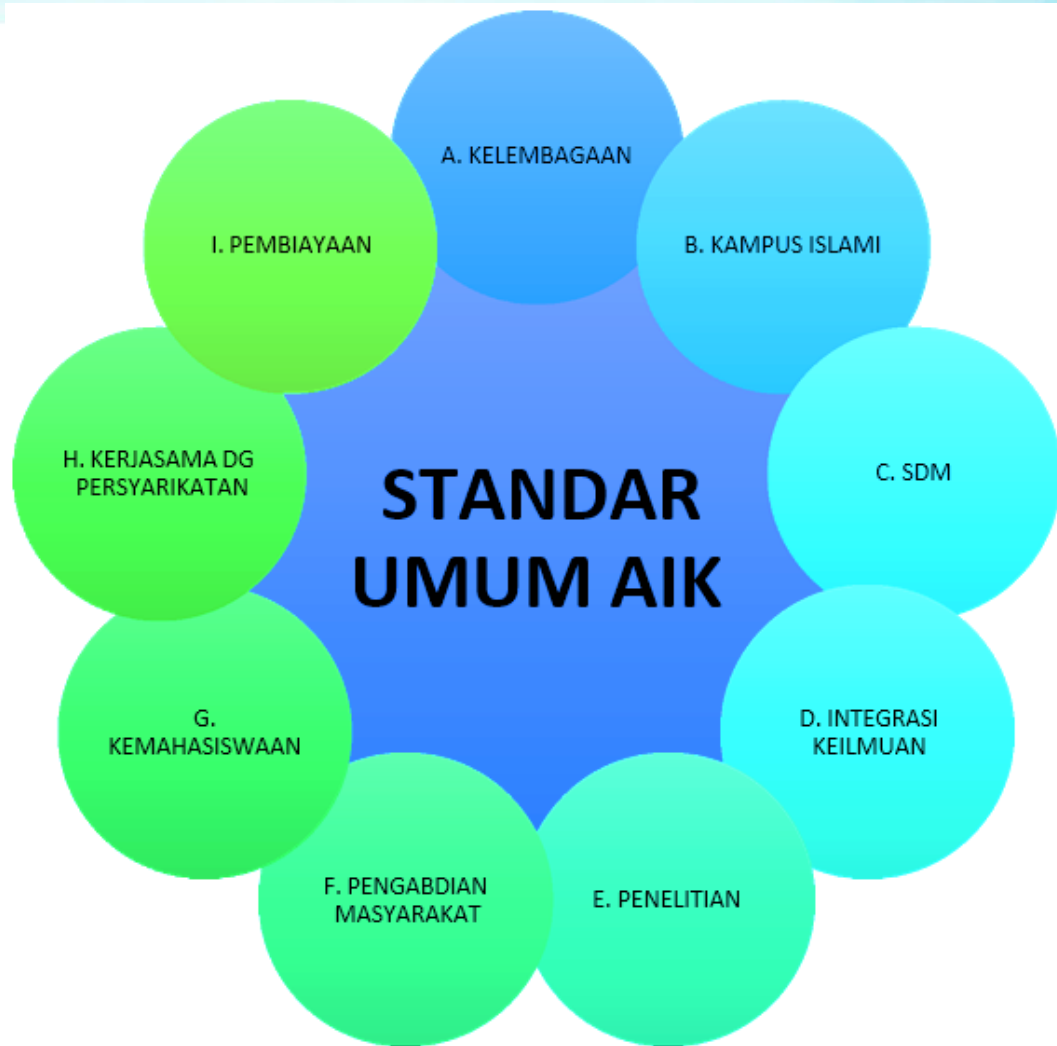 A. KELEMBAGAAN
B. KAMPUS ISLAMI
C. SDM
D. INTEGRASI
KEILMUAN
E. PENELITIAN
F. PENGABDIAN
MASYARAKAT
G.
KEMAHASISWAAN
H. KERJASAMA DG
PERSYARIKATAN
I. PEMBIAYAAN
STANDAR
UMUM AIK